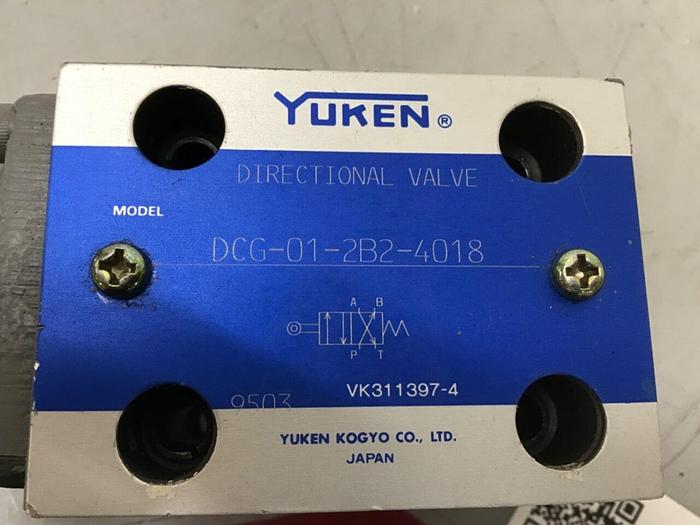 YUKEN®
DIRECTIONAL VALVE
MODEL
DCG-01-2B2-4018
A B
P T
VK311397-4
9503
YUKEN KOGYO CO., LTD.
JAPAN